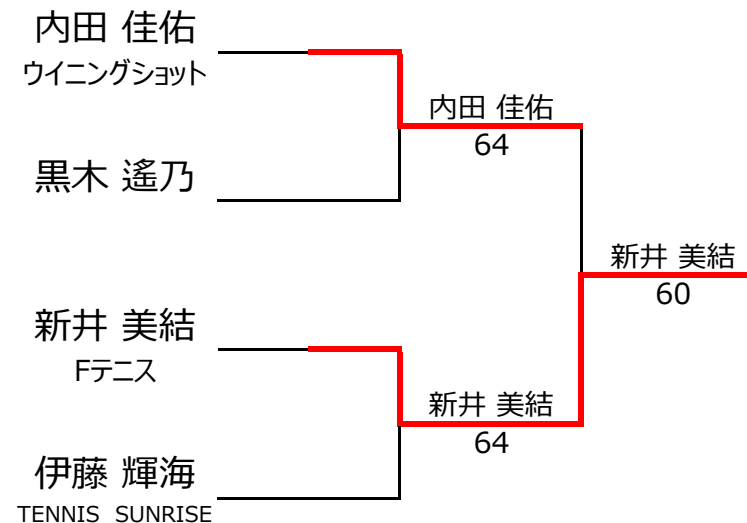 内田 佳佑
ウイニングショット
内田 佳佑
64
黒木 遙乃
新井 美結
60
新井 美結
Fテニス
新井 美結
64
伊藤 輝海
TENNIS SUNRISE